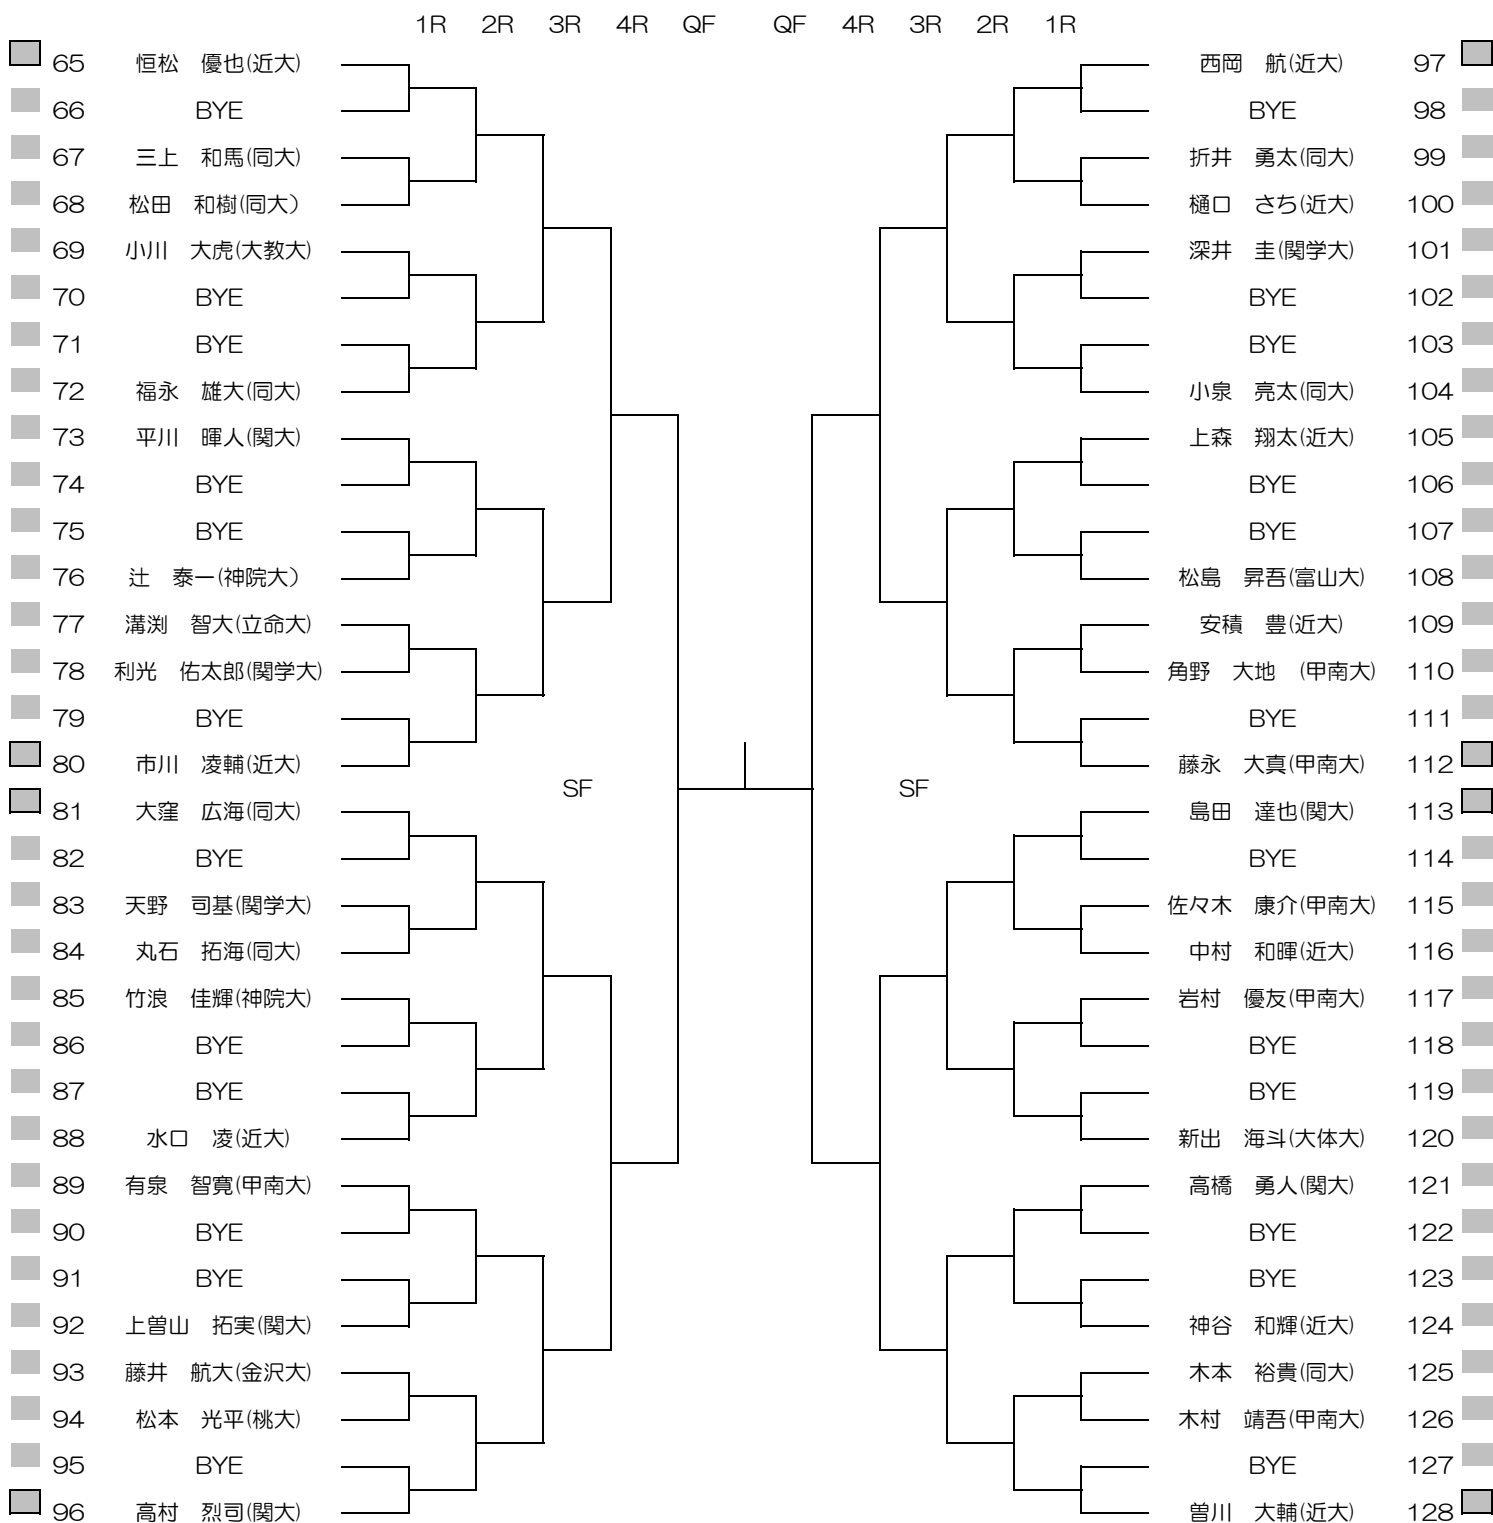 1R 2R 3R 4R QF QF 4R 3R 2R 1R
65 恒松　優也(近大) 西岡　航(近大) 97
66 BYE BYE 98
67 三上　和馬(同大) 折井　勇太(同大) 99
68 松田　和樹(同大） 樋口　さち(近大) 100
69 小川　大虎(大教大) 深井　圭(関学大) 101
70 BYE BYE 102
71 BYE BYE 103
72 福永　雄大(同大) 小泉　亮太(同大) 104
73 平川　暉人(関大) 上森　翔太(近大) 105
74 BYE BYE 106
75 BYE BYE 107
76 辻　泰一(神院大） 松島　昇吾(富山大) 108
77 溝渕　智大(立命大) 安積　豊(近大) 109
78 利光　佑太郎(関学大) 角野　大地　(甲南大) 110
79 BYE BYE 111
80 市川　凌輔(近大) 藤永　大真(甲南大) 112
SF SF
81 大窪　広海(同大) 島田　達也(関大) 113
82 BYE BYE 114
83 天野　司基(関学大) 佐々木　康介(甲南大) 115
84 丸石　拓海(同大) 中村　和暉(近大) 116
85 竹浪　佳輝(神院大) 岩村　優友(甲南大) 117
86 BYE BYE 118
87 BYE BYE 119
88 水口　凌(近大) 新出　海斗(大体大) 120
89 有泉　智寛(甲南大) 高橋　勇人(関大) 121
90 BYE BYE 122
91 BYE BYE 123
92 上曽山　拓実(関大) 神谷　和輝(近大) 124
93 藤井　航大(金沢大) 木本　裕貴(同大) 125
94 松本　光平(桃大) 木村　靖吾(甲南大) 126
95 BYE BYE 127
96 高村　烈司(関大) 曽川　大輔(近大) 128